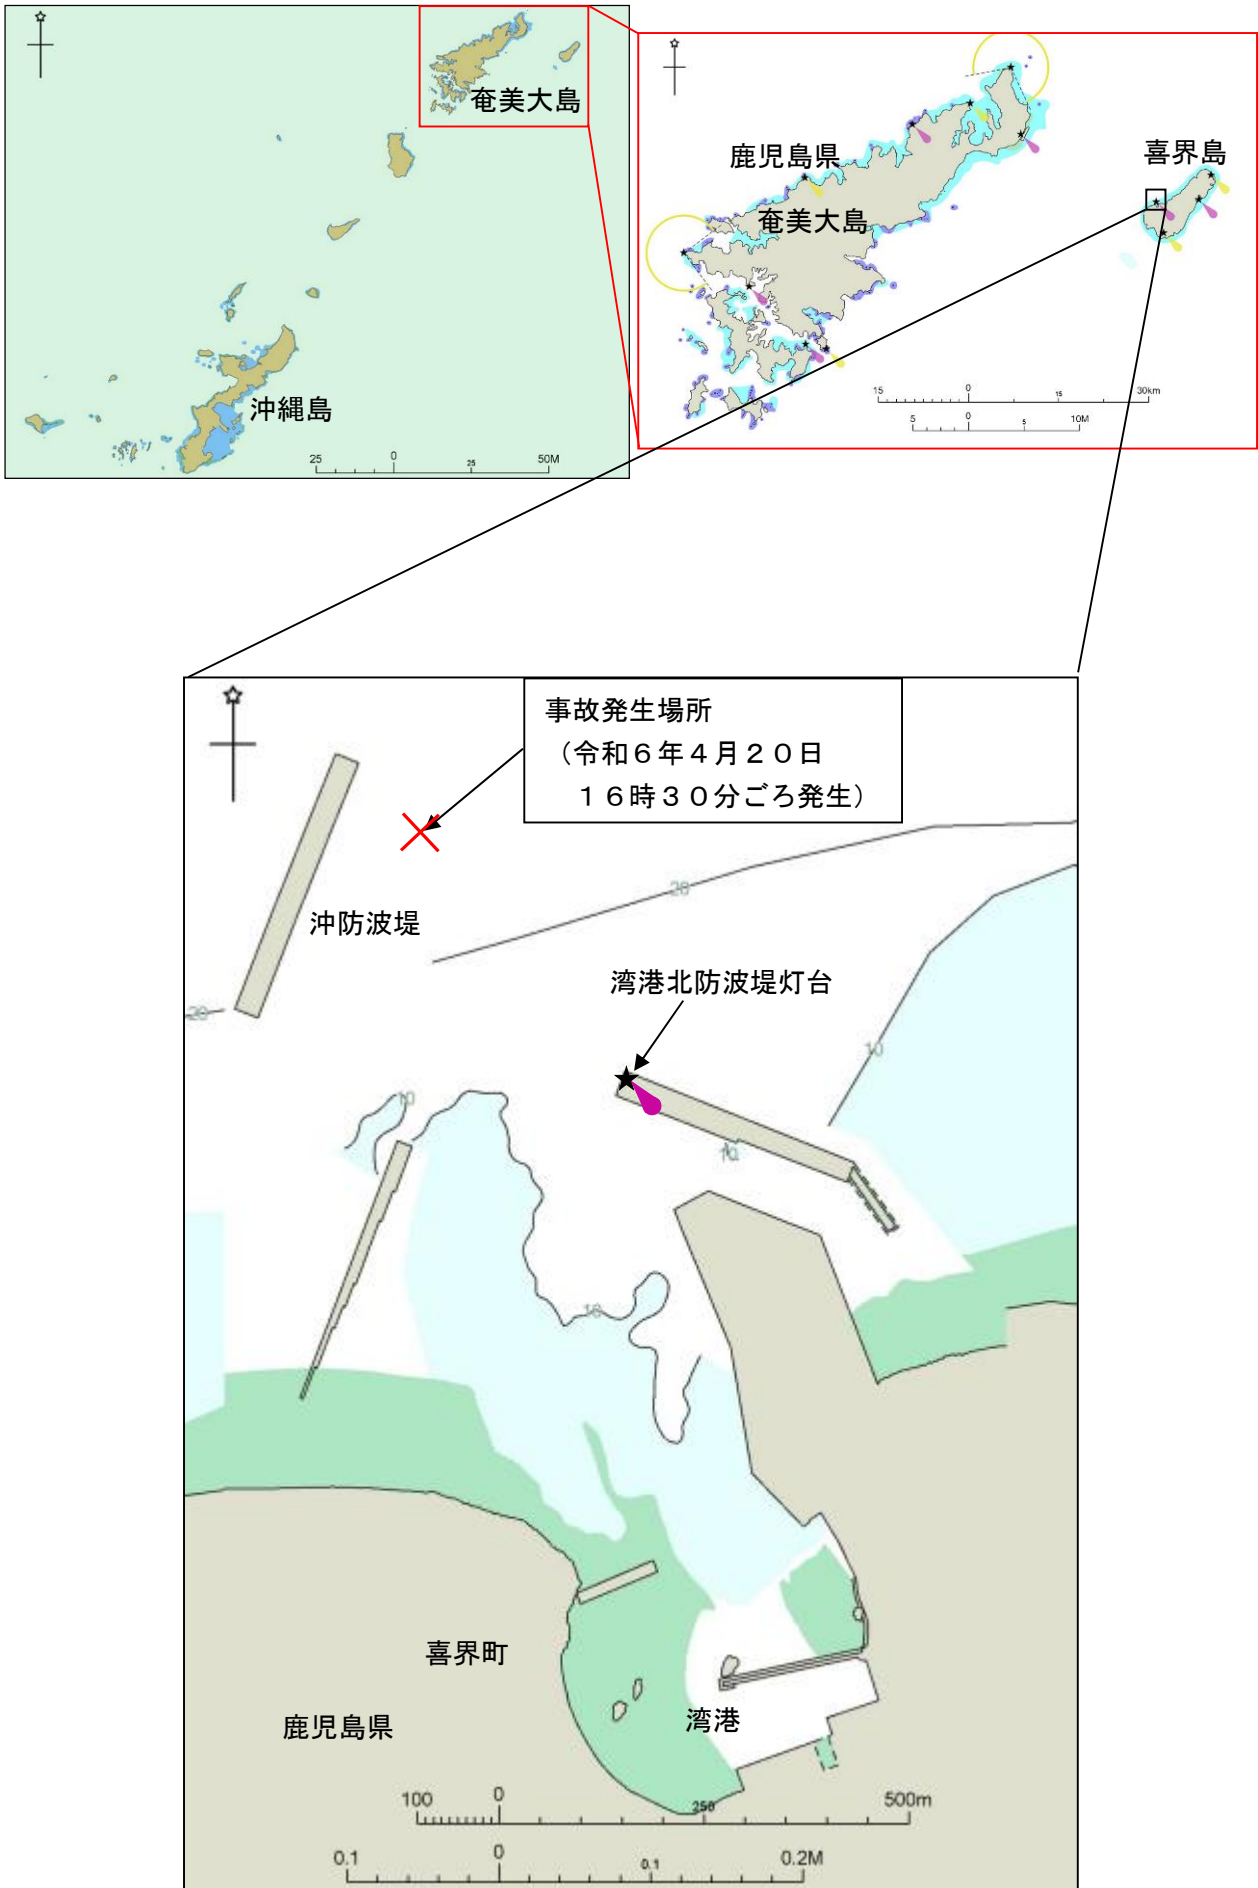 奄美大島
沖縄島
25 0 25 50M
鹿児島県
奄美大島
喜界島
15 0 15 30km
5 0 5 10M
事故発生場所
(令和6年4月20日
16時30分ごろ発生)
沖防波堤
20
湾港北防波堤灯台
20
10
10
10
10
喜界町
鹿児島県
湾港
100 0 250 500m
0.1 0 0.1 0.2M